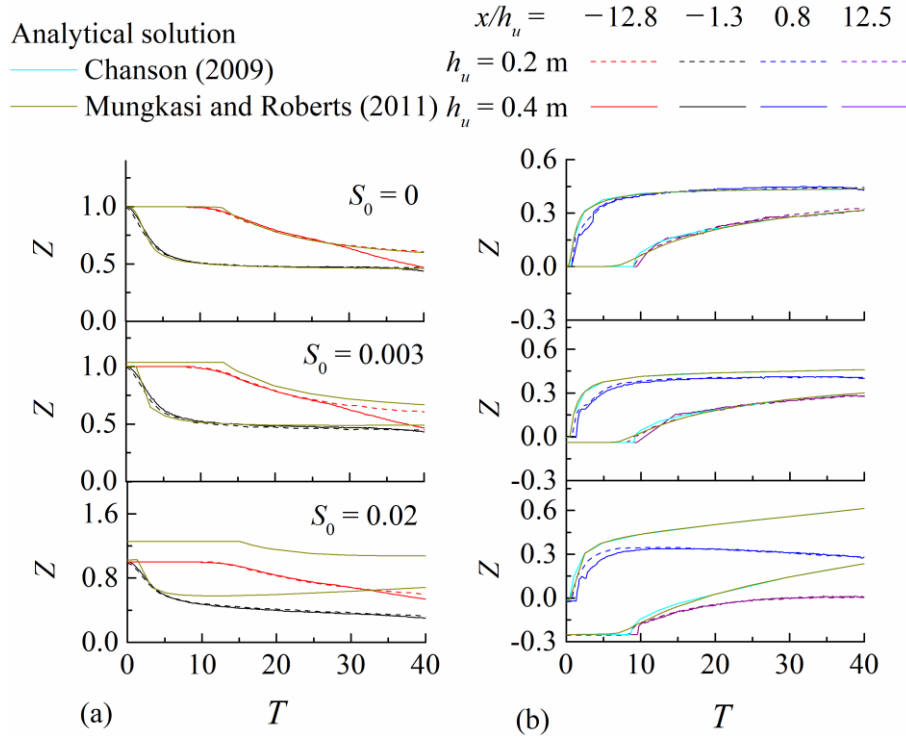 x/hᵤ = −12.8 −1.3 0.8 12.5
Analytical solution
Chanson (2009)
hᵤ = 0.2 m
Mungkasi and Roberts (2011)
hᵤ = 0.4 m
S₀ = 0
1.0
0.5
0.0
Z
0.6
0.3
0.0
-0.3
Z
S₀ = 0.003
1.0
0.5
0.0
Z
0.6
0.3
0.0
-0.3
Z
S₀ = 0.02
1.6
0.8
0.0
Z
0.6
0.3
0.0
-0.3
Z
0 10 20 30 40
0 10 20 30 40
(a) T
(b) T